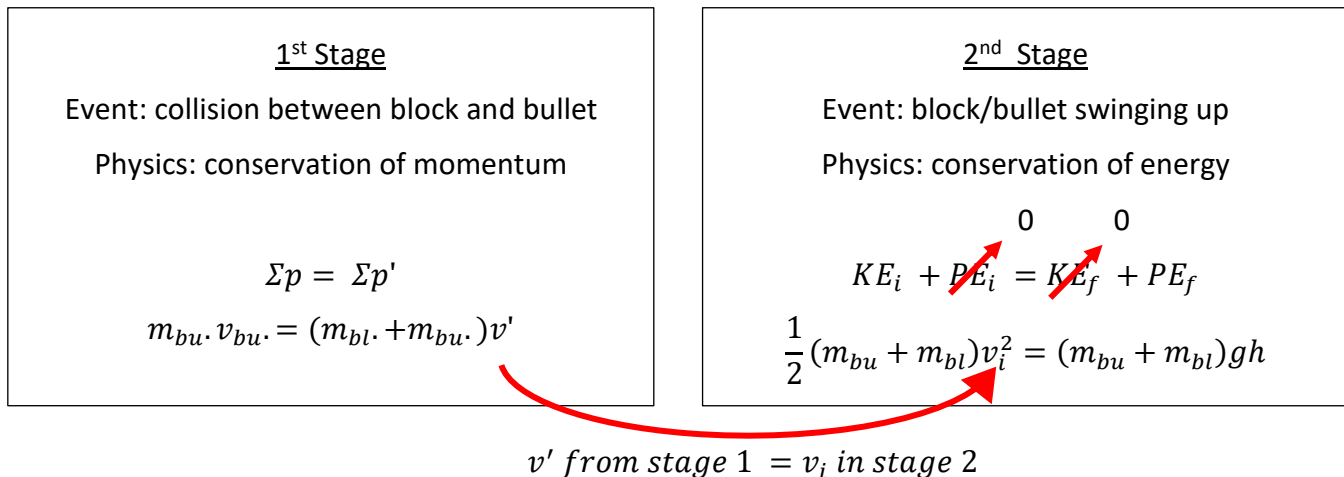 1st Stage
Event: collision between block and bullet
Physics: conservation of momentum
Σp = Σp'
m_bu. v_bu. = (m_bl. + m_bu.)v'
2nd Stage
Event: block/bullet swinging up
Physics: conservation of energy
0 0
KE_i + PE_i = KE_f + PE_f
1/2 (m_bu + m_bl)v_i^2 = (m_bu + m_bl)gh
v' from stage 1 = v_i in stage 2